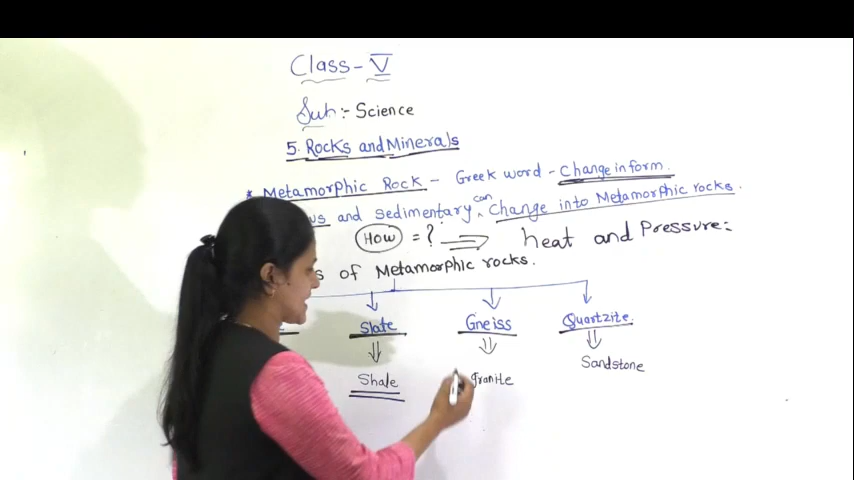 Class - V
Sub :- Science
5. Rocks and Minerals
* Metamorphic Rock - Greek word - Change in form.
and sedimentary can Change into Metamorphic rocks.
How = ? ⇒ heat and Pressure:
of Metamorphic rocks.
Slate Gneiss Quartzite
Shale granite Sandstone